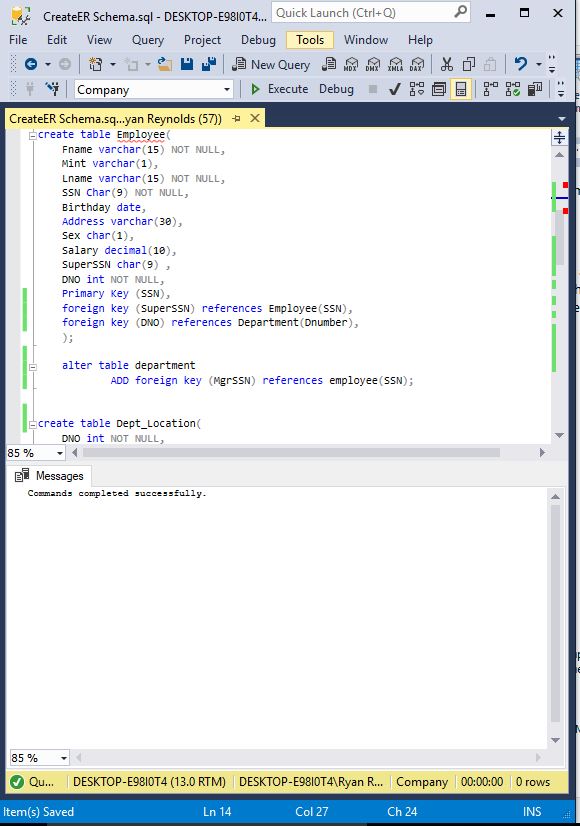 CreateER Schema.sql - DESKTOP-E98I0T4...
Quick Launch (Ctrl+Q)
File Edit View Query Project Debug Tools Window Help
New Query MDX DMX XMLA DAX
Company Execute Debug
CreateER Schema.sq...yan Reynolds (57))
create table Employee(
Fname varchar(15) NOT NULL,
Mint varchar(1),
Lname varchar(15) NOT NULL,
SSN Char(9) NOT NULL,
Birthday date,
Address varchar(30),
Sex char(1),
Salary decimal(10),
SuperSSN char(9) ,
DNO int NOT NULL,
Primary Key (SSN),
foreign key (SuperSSN) references Employee(SSN),
foreign key (DNO) references Department(Dnumber),
);
alter table department
ADD foreign key (MgrSSN) references employee(SSN);
create table Dept_Location(
DNO int NOT NULL,
85 %
Messages
Commands completed successfully.
85 %
Qu... DESKTOP-E98I0T4 (13.0 RTM) DESKTOP-E98I0T4\Ryan R... Company 00:00:00 0 rows
Item(s) Saved Ln 14 Col 27 Ch 24 INS